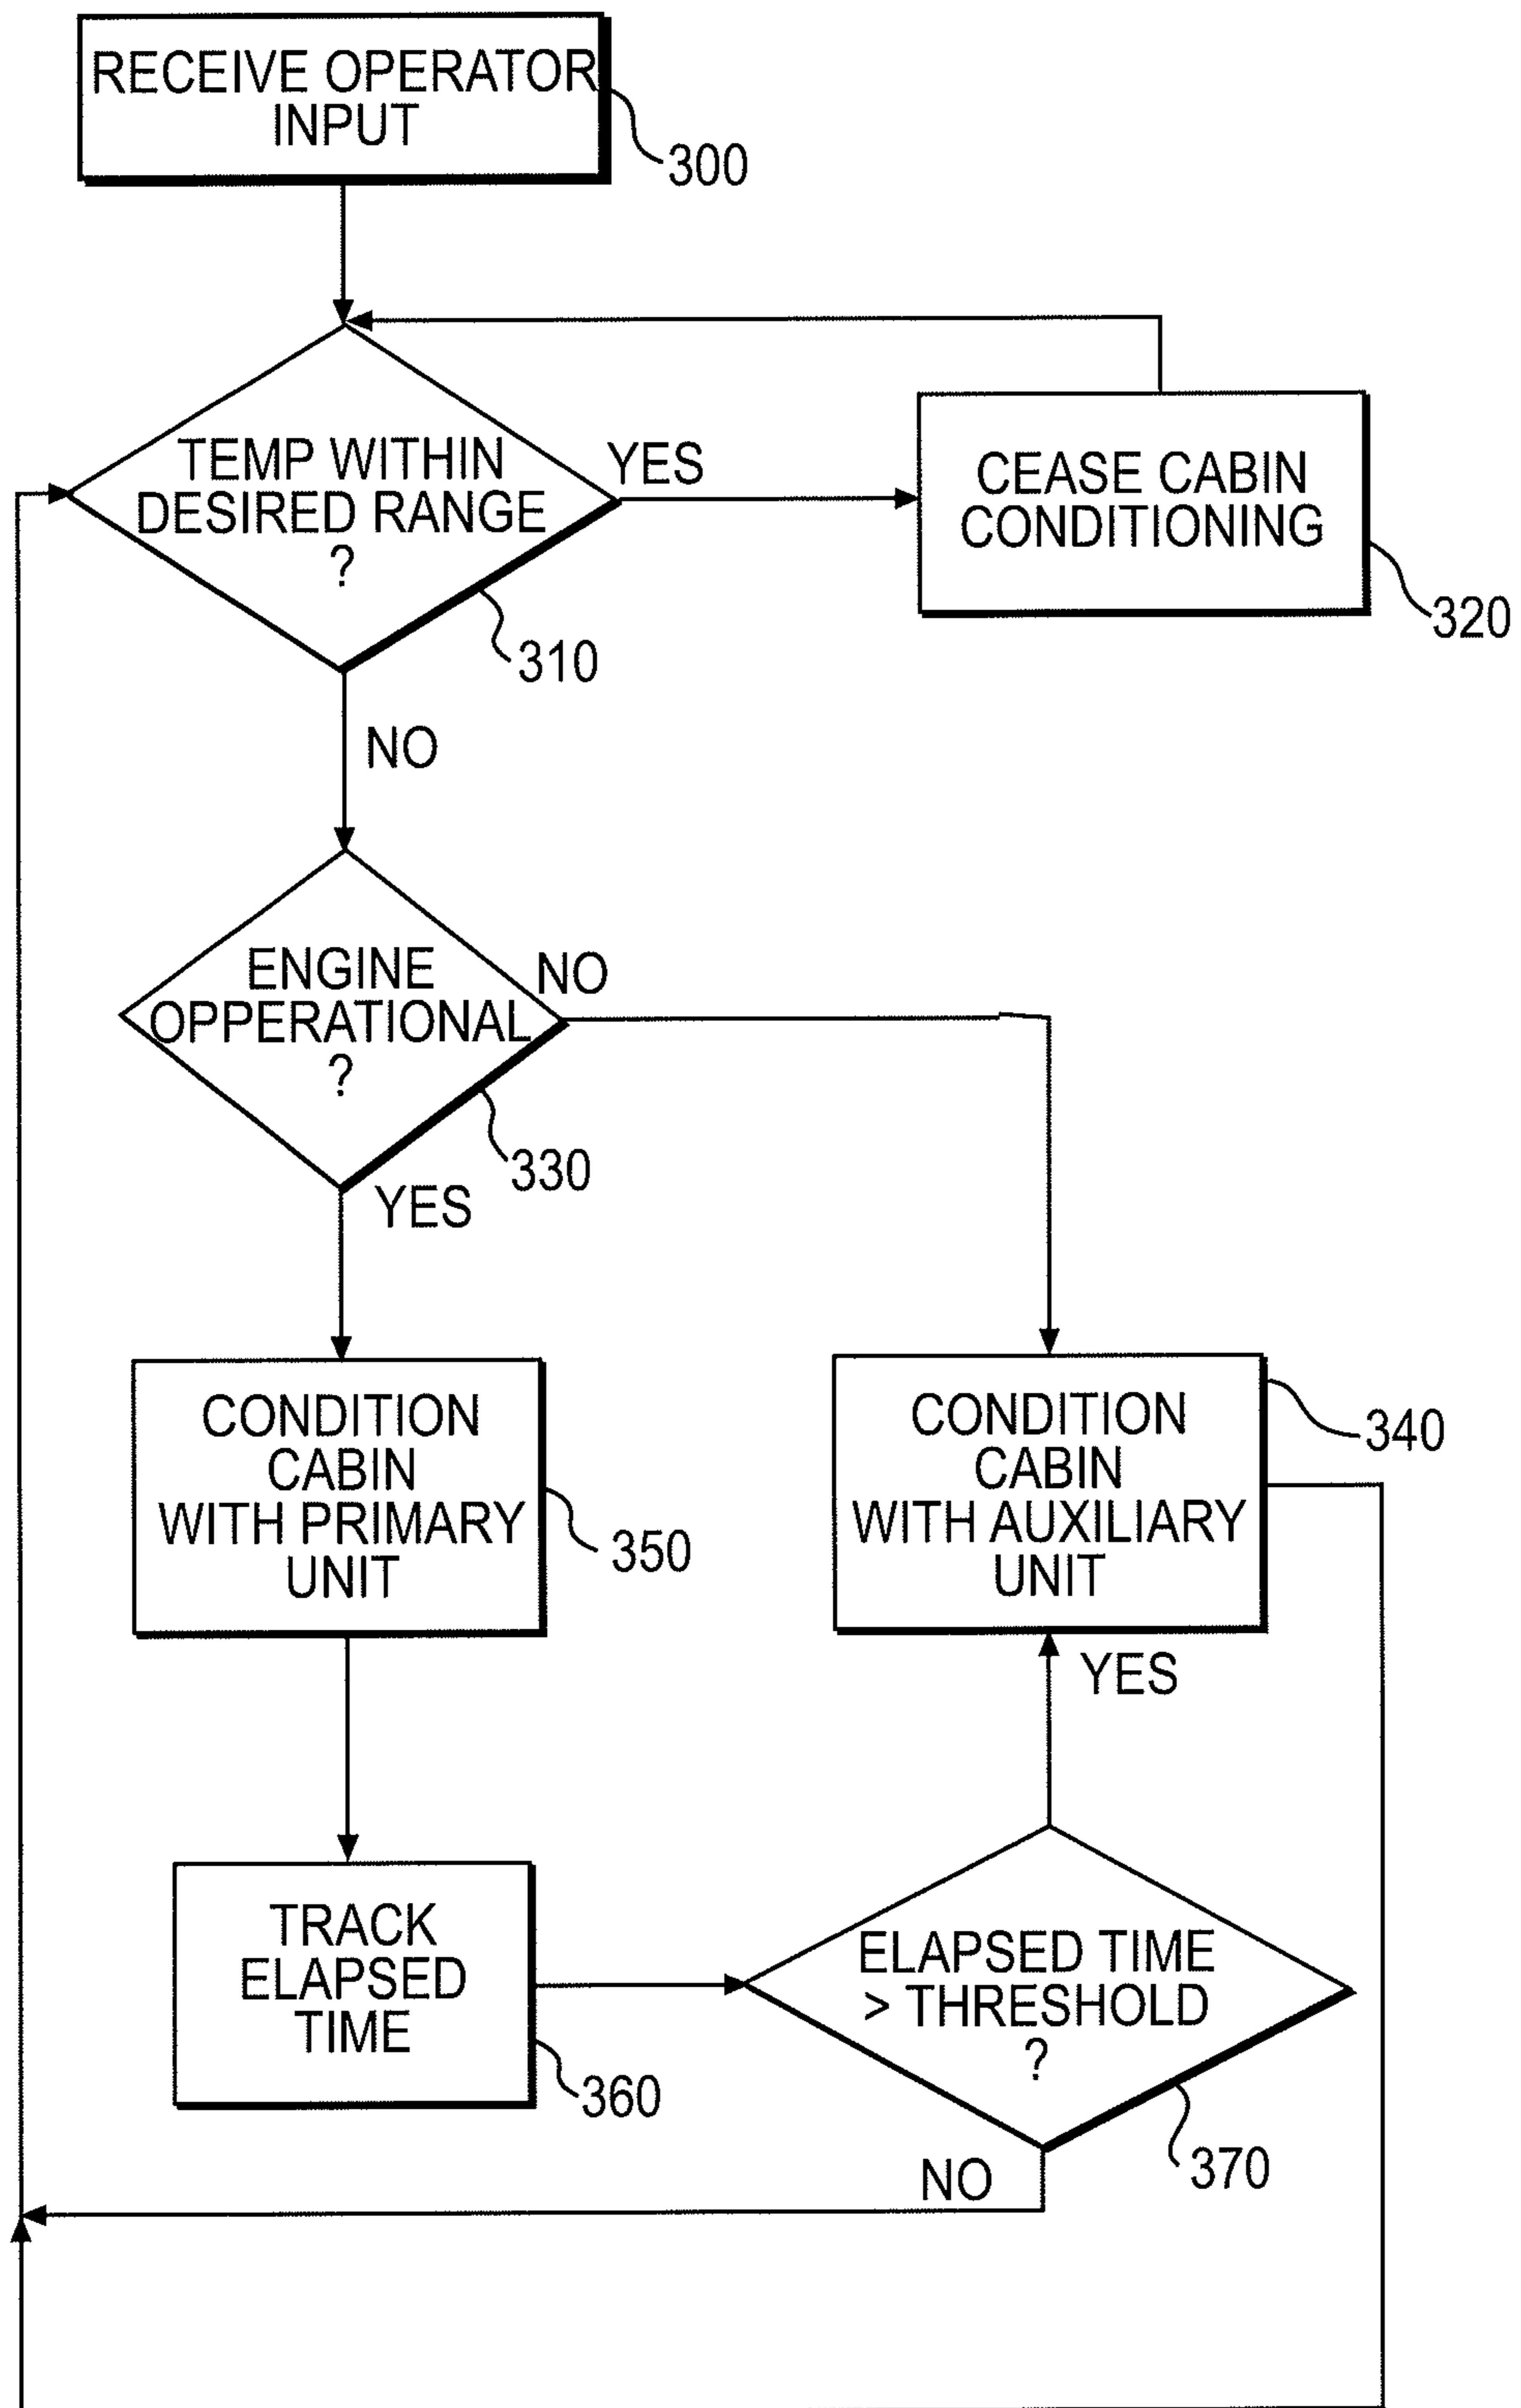 RECEIVE OPERATOR
INPUT
300
TEMP WITHIN
DESIRED RANGE
?
YES
310
CEASE CABIN
CONDITIONING
320
NO
ENGINE
OPPERATIONAL
?
NO
330
YES
CONDITION
CABIN
WITH PRIMARY
UNIT
350
CONDITION
CABIN
WITH AUXILIARY
UNIT
340
YES
TRACK
ELAPSED
TIME
360
ELAPSED TIME
> THRESHOLD
?
370
NO